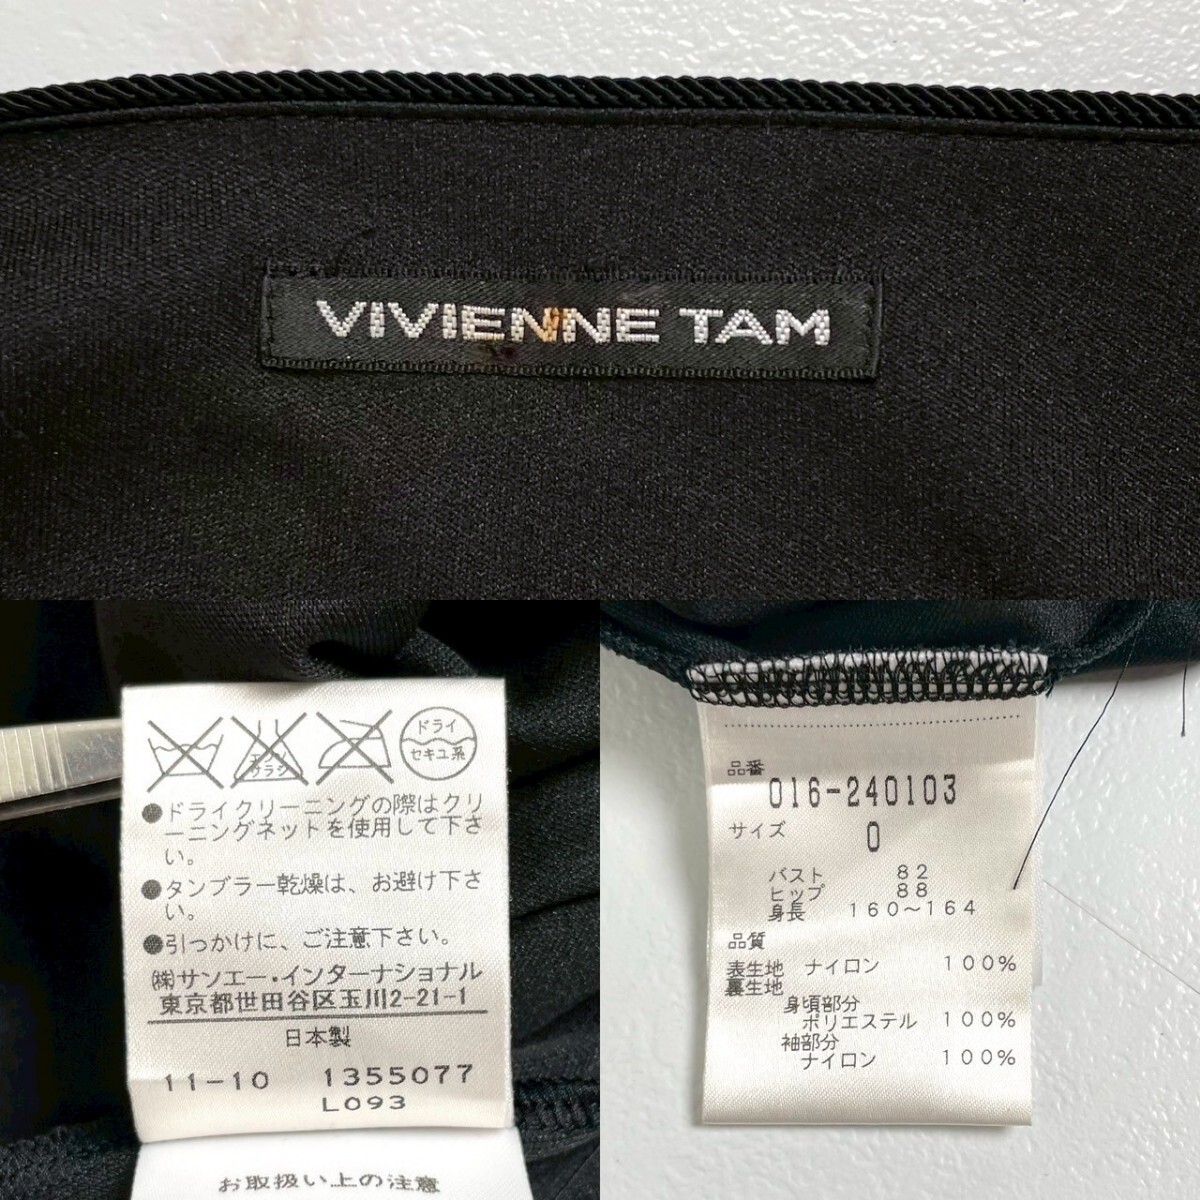 VIVIENNE TAM
エンソ
サラシ
ドライ
セキユ系
●ドライクリーニングの際はクリ
ーニングネットを使用して下さ
い。
●タンブラー乾燥は、お避け下さ
い。
●引っかけに、ご注意下さい。
㈱サンエー・インターナショナル
東京都世田谷区玉川2-21-1
日本製
11-10 1355077
L093
お取扱い上の注意
品番
016-240103
サイズ 0
バスト 82
ヒップ 88
身長 160～164
品質
表生地 ナイロン 100%
裏生地
身頃部分
ポリエステル 100%
袖部分
ナイロン 100%